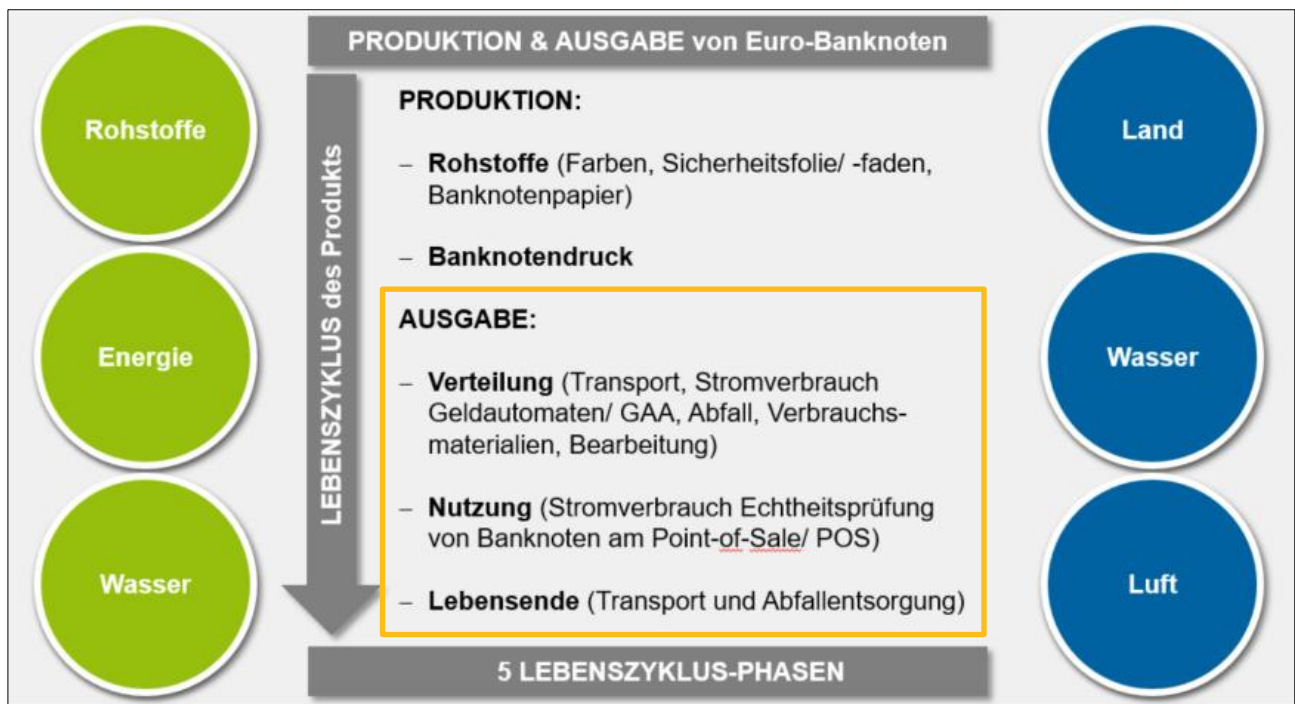 PRODUKTION & AUSGABE von Euro-Banknoten
Rohstoffe
Energie
Wasser
LEBENSZYKLUS des Produkts
PRODUKTION:
– Rohstoffe (Farben, Sicherheitsfolie/ -faden,
Banknotenpapier)
– Banknotendruck
AUSGABE:
– Verteilung (Transport, Stromverbrauch
Geldautomaten/ GAA, Abfall, Verbrauchs-
materialien, Bearbeitung)
– Nutzung (Stromverbrauch Echtheitsprüfung
von Banknoten am Point-of-Sale/ POS)
– Lebensende (Transport und Abfallentsorgung)
Land
Wasser
Luft
5 LEBENSZYKLUS-PHASEN